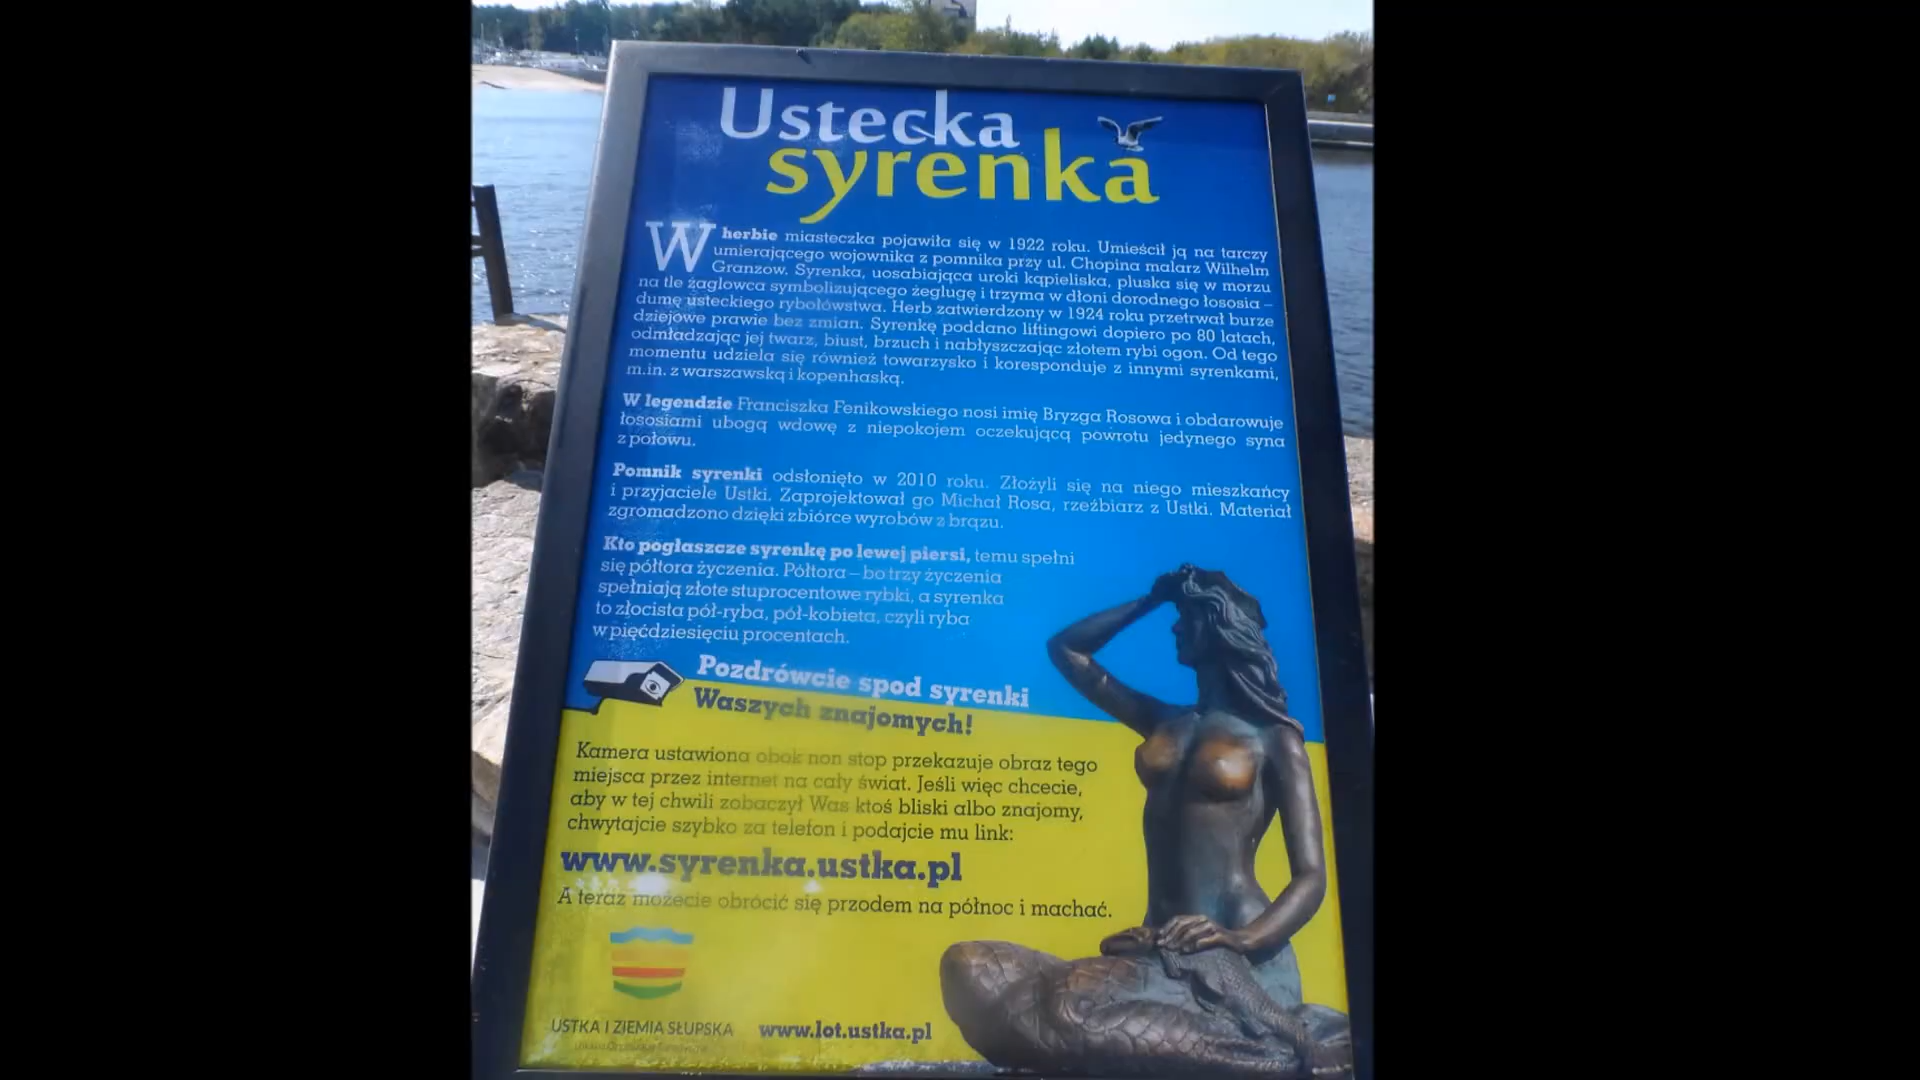 Ustecka
syrenka
W herbie miasteczka pojawiła się w 1922 roku. Umieścił ją na tarczy
umierającego wojownika z pomnika przy ul. Chopina malarz Wilhelm
Granzow. Syrenka, uosabiająca uroki kąpieliska, pluska się w morzu
na tle żaglowca symbolizującego żeglugę i trzyma w dłoni dorodnego łososia –
dumę usteckiego rybołówstwa. Herb zatwierdzony w 1924 roku przetrwał burze
dziejowe prawie bez zmian. Syrenkę poddano liftingowi dopiero po 80 latach,
odmładzając jej twarz, biust, brzuch i nabłyszczając złotem rybi ogon. Od tego
momentu udziela się również towarzysko i koresponduje z innymi syrenkami,
m.in. z warszawską i kopenhaską.
W legendzie Franciszka Fenikowskiego nosi imię Bryzga Rosowa i obdarowuje
łososiami ubogą wdowę z niepokojem oczekującą powrotu jedynego syna
z połowu.
Pomnik syrenki odsłonięto w 2010 roku. Złożyli się na niego mieszkańcy
i przyjaciele Ustki. Zaprojektował go Michał Rosa, rzeźbiarz z Ustki. Materiał
zgromadzono dzięki zbiórce wyrobów z brązu.
Kto pogłaszcze syrenkę po lewej piersi, temu spełni
się półtora życzenia. Półtora – bo trzy życzenia
spełniają złote stuprocentowe rybki, a syrenka
to złocista pół-ryba, pół-kobieta, czyli ryba
w pięćdziesięciu procentach.
Pozdrówcie spod syrenki
Waszych znajomych!
Kamera ustawiona obok non stop przekazuje obraz tego
miejsca przez internet na cały świat. Jeśli więc chcecie,
aby w tej chwili zobaczył Was ktoś bliski albo znajomy,
chwytajcie szybko za telefon i podajcie mu link:
www.syrenka.ustka.pl
A teraz możecie obrócić się przodem na północ i machać.
USTKA I ZIEMIA SŁUPSKA www.lot.ustka.pl